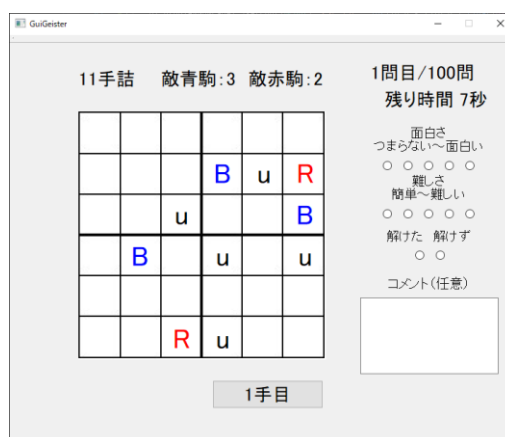 GuiGeister
11手詰 敵青駒:3 敵赤駒:2
B u R
u B
B u u
R u
1手目
1問目/100問
残り時間 7秒
面白さ
つまらない～面白い
難しさ
簡単～難しい
解けた 解けず
コメント(任意)